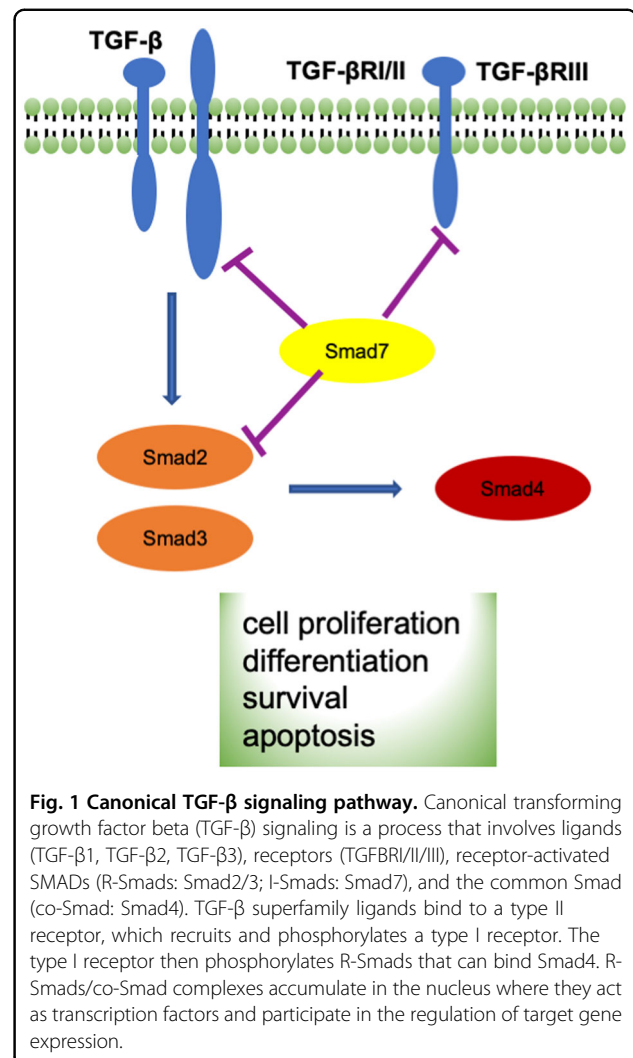 TGF-β
TGF-βRI/II
TGF-βRIII
Smad7
Smad2
Smad4
Smad3
cell proliferation
differentiation
survival
apoptosis
Fig. 1 Canonical TGF-β signaling pathway. Canonical transforming
growth factor beta (TGF-β) signaling is a process that involves ligands
(TGF-β1, TGF-β2, TGF-β3), receptors (TGFBRI/II/III), receptor-activated
SMADs (R-Smads: Smad2/3; I-Smads: Smad7), and the common Smad
(co-Smad: Smad4). TGF-β superfamily ligands bind to a type II
receptor, which recruits and phosphorylates a type I receptor. The
type I receptor then phosphorylates R-Smads that can bind Smad4. R-
Smads/co-Smad complexes accumulate in the nucleus where they act
as transcription factors and participate in the regulation of target gene
expression.